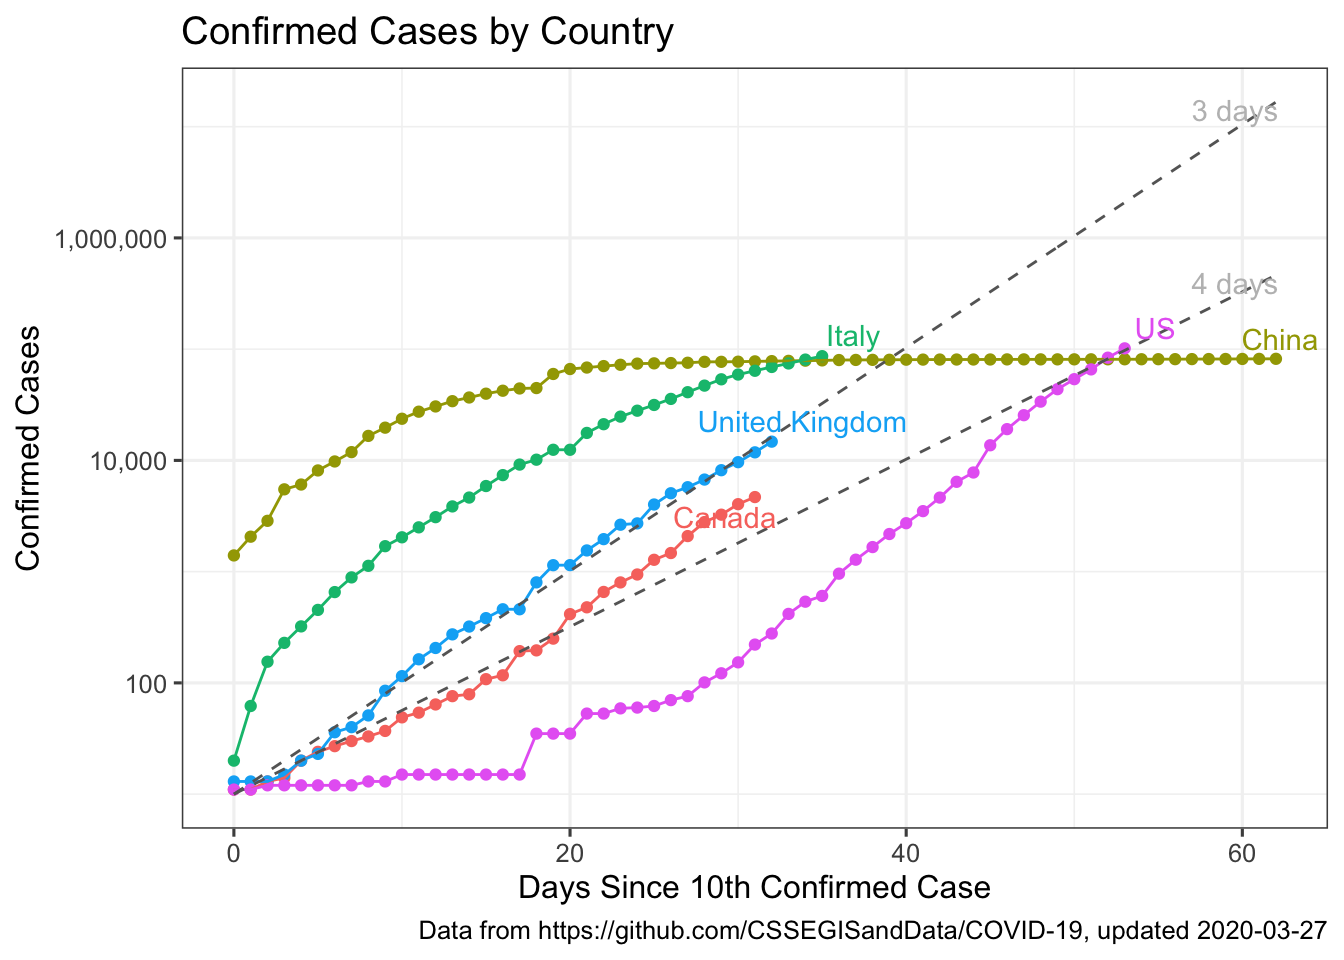 Confirmed Cases by Country
3 days
1,000,000
4 days
US
Italy
China
United Kingdom
10,000
Canada
100
Confirmed Cases
0 20 40 60
Days Since 10th Confirmed Case
Data from https://github.com/CSSEGISandData/COVID-19, updated 2020-03-27